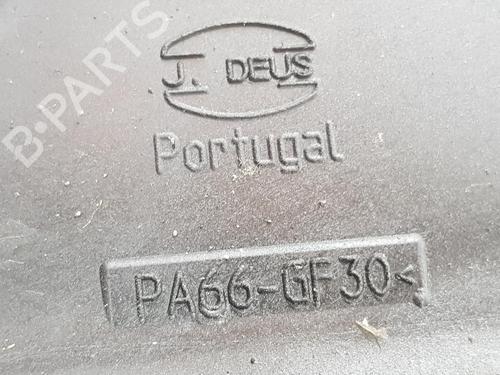 B-PARTS
J. DEUS
Portugal
PA66-GF30<